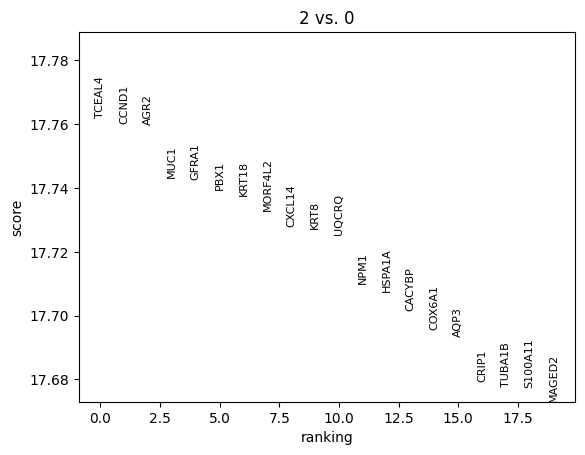 2 vs. 0
17.78
17.76
17.74
17.72
17.70
17.68
score
TCEAL4
CCND1
AGR2
MUC1
GFRA1
PBX1
KRT18
MORF4L2
CXCL14
KRT8
UQCRQ
NPM1
HSPA1A
CACYBP
COX6A1
AQP3
CRIP1
TUBA1B
S100A11
MAGED2
0.0 2.5 5.0 7.5 10.0 12.5 15.0 17.5
ranking